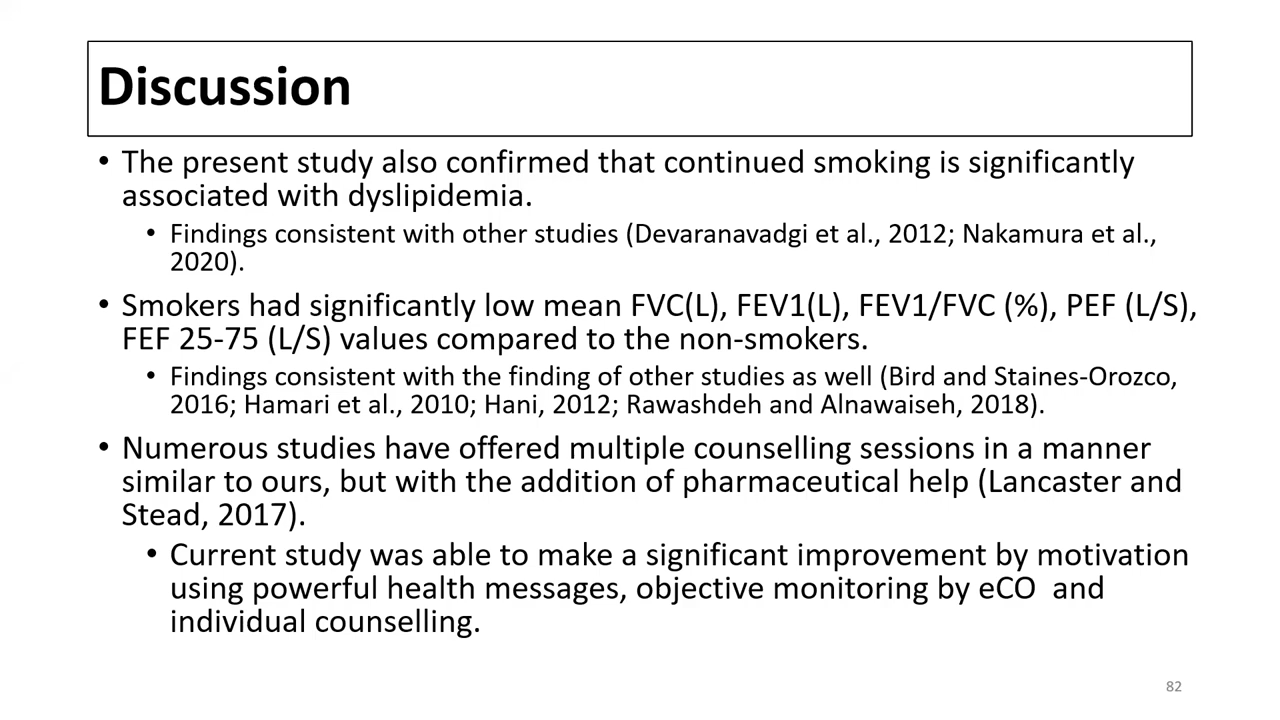 Discussion
• The present study also confirmed that continued smoking is significantly
associated with dyslipidemia.
• Findings consistent with other studies (Devaranavadgi et al., 2012; Nakamura et al.,
2020).
• Smokers had significantly low mean FVC(L), FEV1(L), FEV1/FVC (%), PEF (L/S),
FEF 25-75 (L/S) values compared to the non-smokers.
• Findings consistent with the finding of other studies as well (Bird and Staines-Orozco,
2016; Hamari et al., 2010; Hani, 2012; Rawashdeh and Alnawaiseh, 2018).
• Numerous studies have offered multiple counselling sessions in a manner
similar to ours, but with the addition of pharmaceutical help (Lancaster and
Stead, 2017).
• Current study was able to make a significant improvement by motivation
using powerful health messages, objective monitoring by eCO  and
individual counselling.
82